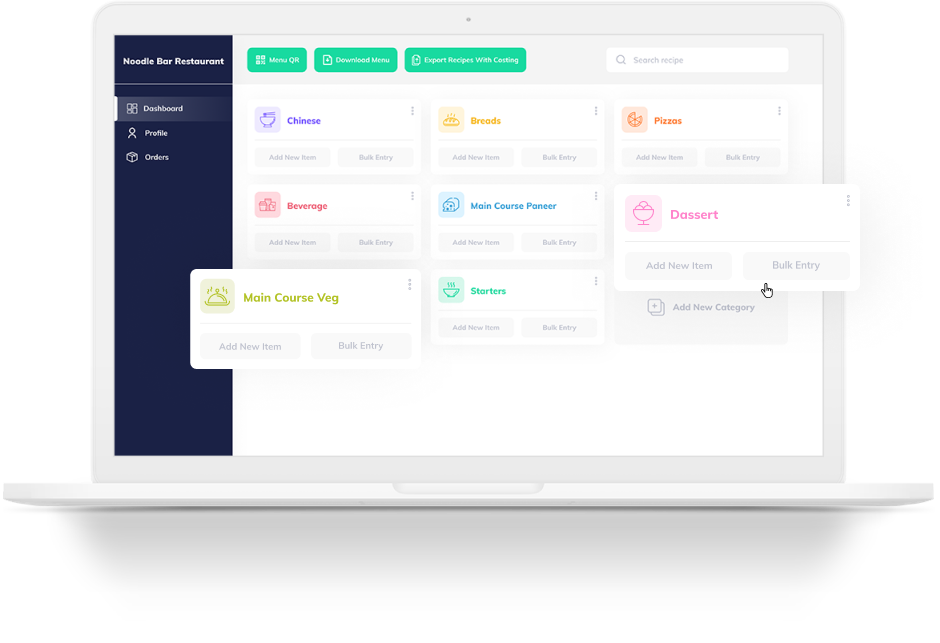 Noodle Bar Restaurant
Menu QR
Download Menu
Export Recipes With Costing
Search recipe
Dashboard
Profile
Orders
Chinese
Add New Item
Bulk Entry
Breads
Add New Item
Bulk Entry
Pizzas
Add New Item
Bulk Entry
Beverage
Add New Item
Bulk Entry
Main Course Paneer
Add New Item
Bulk Entry
Dassert
Add New Item
Bulk Entry
Main Course Veg
Add New Item
Bulk Entry
Starters
Add New Item
Bulk Entry
Add New Category